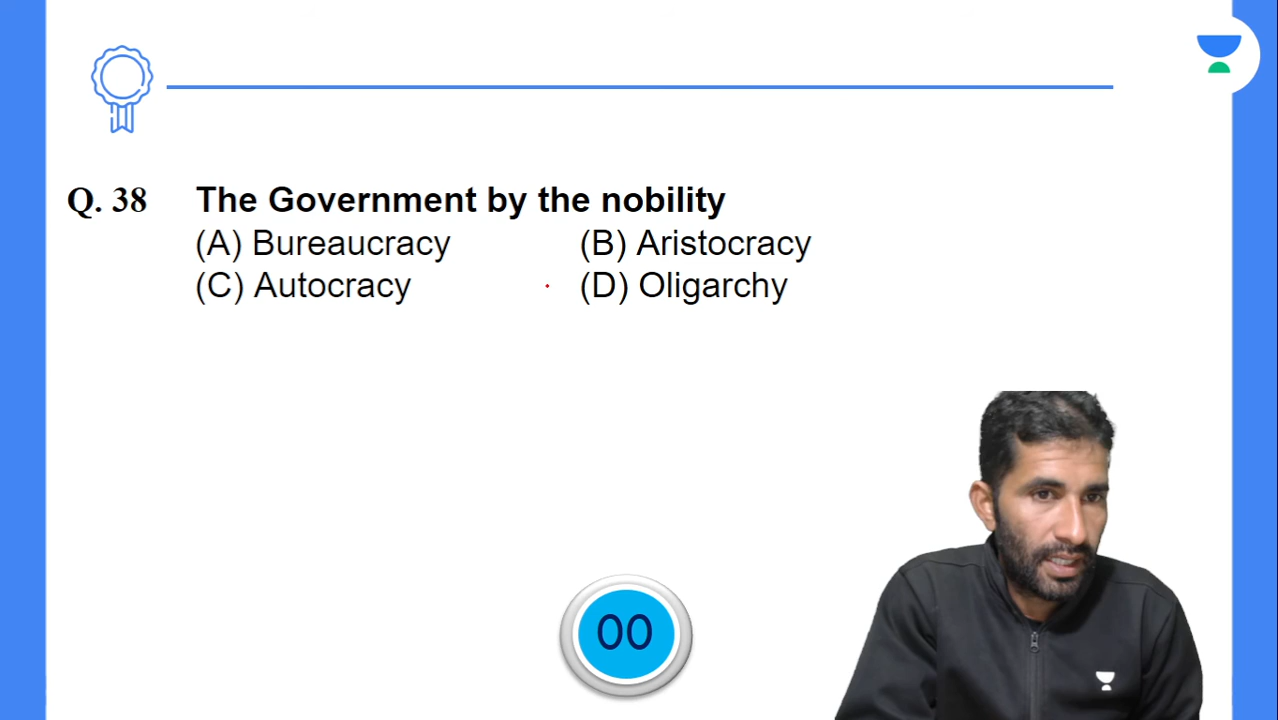 Q. 38 The Government by the nobility
(A) Bureaucracy (B) Aristocracy
(C) Autocracy (D) Oligarchy
00